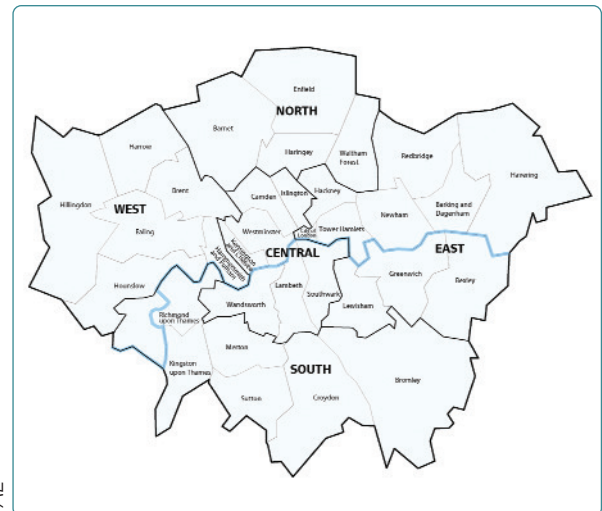 Enfield
NORTH
Barnet
Harrow
Haringey
Waltham
Forest
Redbridge
Havering
Brent
Camden
Islington
Hackney
Hillingdon
WEST
Barking and
Dagenham
Newham
Ealing
Westminster
City of
London
Tower Hamlets
Kensington
and Chelsea
Hammersmith
and Fulham
CENTRAL
EAST
Greenwich
Bexley
Hounslow
Lambeth
Southwark
Wandsworth
Lewisham
Richmond
upon Thames
Merton
Kingston
upon Thames
SOUTH
Bromley
Sutton
Croydon